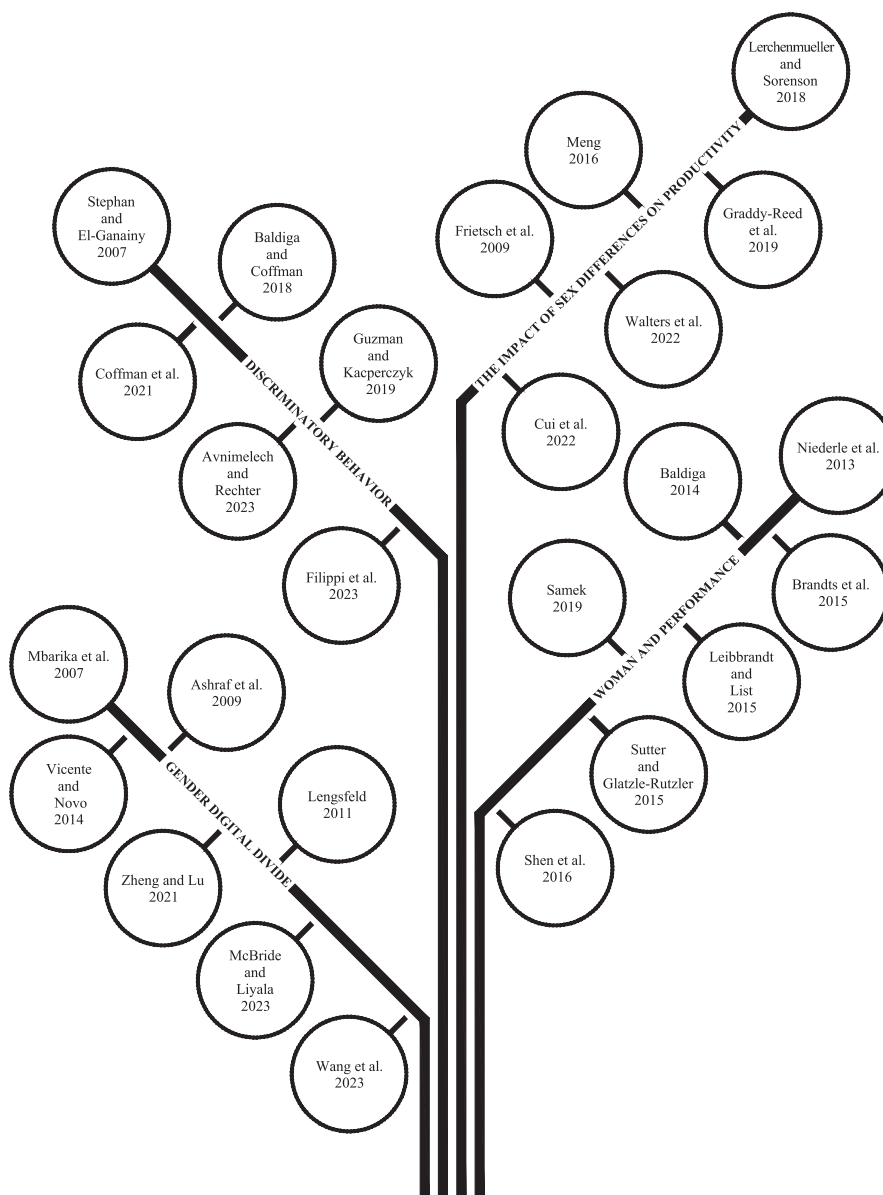 Lerchenmueller
and
Sorenson
2018
Meng
2016
Graddy-Reed
et al.
2019
Frietsch et al.
2009
Walters et al.
2022
Cui et al.
2022
THE IMPACT OF SEX DIFFERENCES ON PRODUCTIVITY
Stephan
and
El-Ganainy
2007
Baldiga
and
Coffman
2018
Coffman et al.
2021
Guzman
and
Kacperczyk
2019
Avnimelech
and
Rechter
2023
Filippi et al.
2023
DISCRIMINATORY BEHAVIOR
Niederle et al.
2013
Baldiga
2014
Brandts et al.
2015
Samek
2019
Leibbrandt
and
List
2015
Sutter
and
Glatzle-Rutzler
2015
Shen et al.
2016
WOMAN AND PERFORMANCE
Mbarika et al.
2007
Ashraf et al.
2009
Vicente
and
Novo
2014
Lengsfeld
2011
Zheng and Lu
2021
McBride
and
Liyala
2023
Wang et al.
2023
GENDER DIGITAL DIVIDE